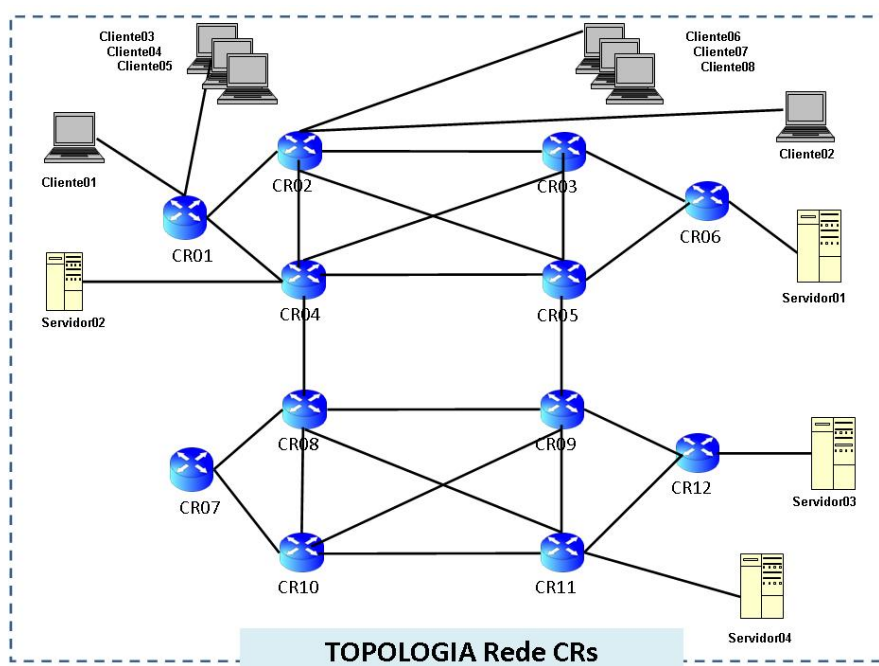 Cliente03
Cliente04
Cliente05
Cliente06
Cliente07
Cliente08
Cliente01
CR02
CR03
Cliente02
CR01
CR06
CR04
CR05
Servidor01
Servidor02
CR08
CR09
CR07
CR12
Servidor03
CR10
CR11
Servidor04
TOPOLOGIA Rede CRs